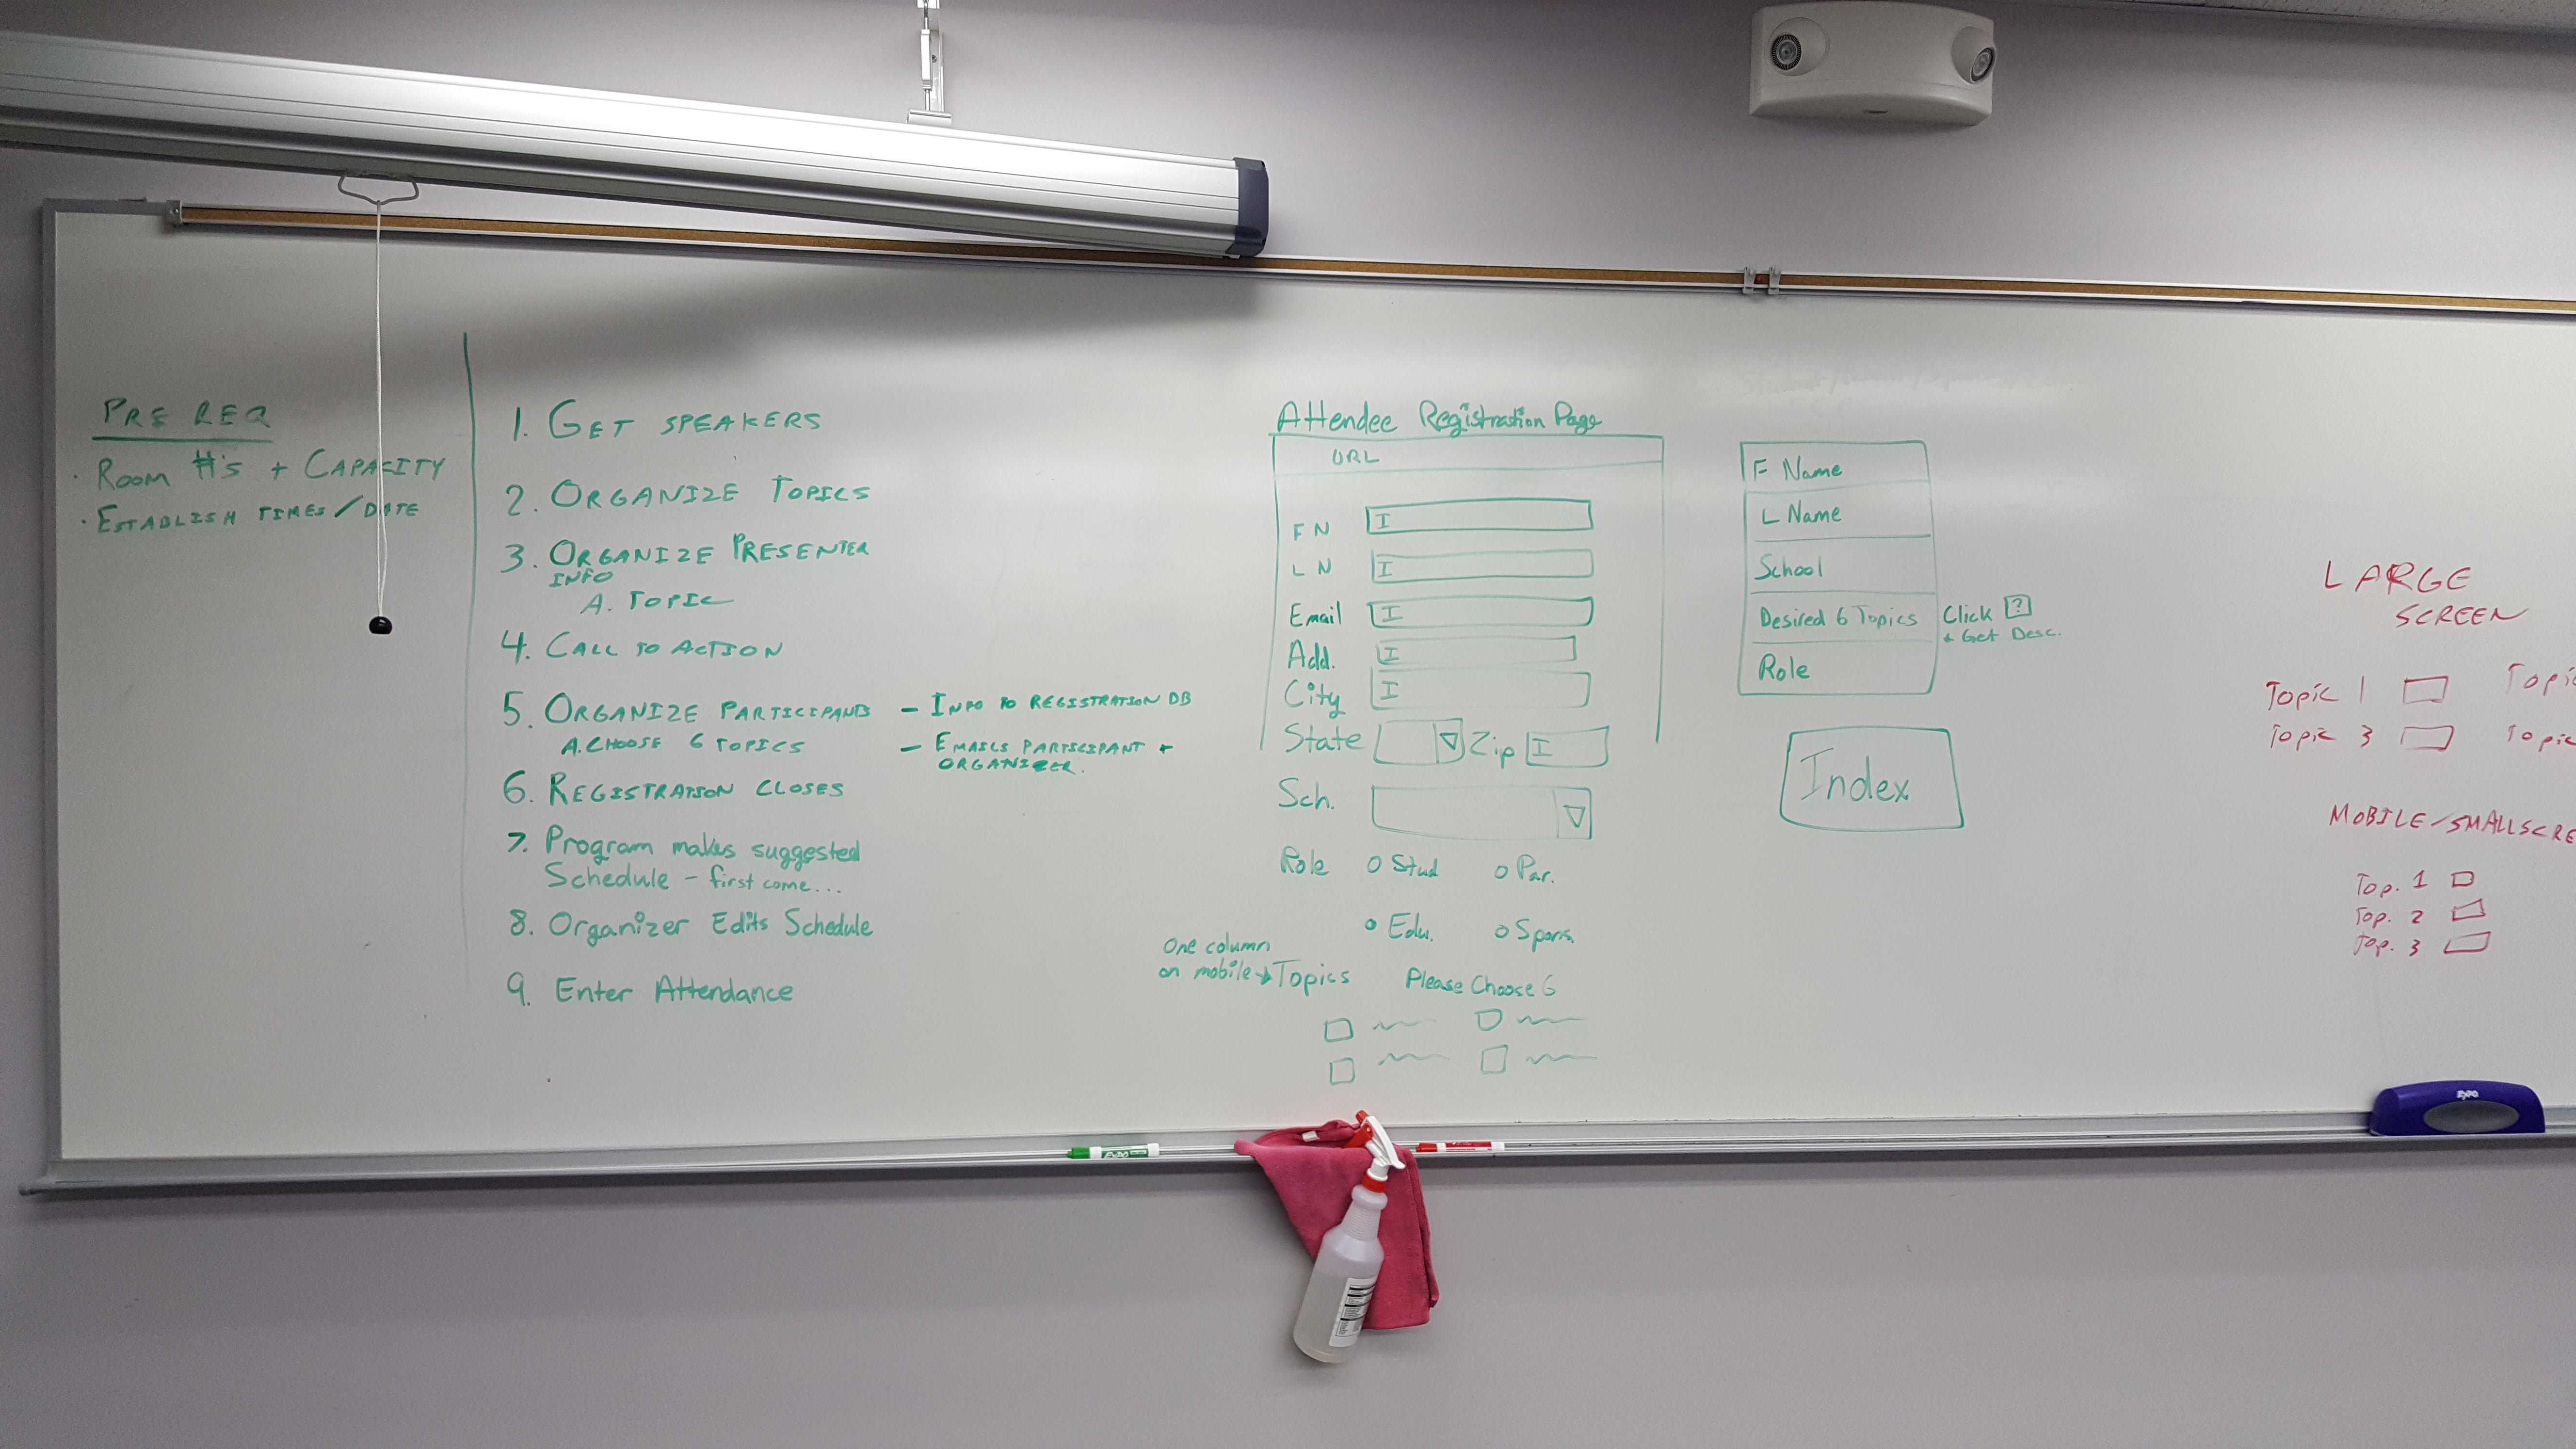 PRE REQ
· ROOM #'S + CAPACITY
· ESTABLISH TIMES/DATE
1. GET SPEAKERS
2. ORGANIZE TOPICS
3. ORGANIZE PRESENTER
INFO
A. TOPIC
4. CALL TO ACTION
5. ORGANIZE PARTICIPANTS
A. CHOOSE 6 TOPICS
- INFO TO REGISTRATION DB
- EMAILS PARTICIPANT +
ORGANIZER.
6. REGISTRATION CLOSES
7. Program makes suggested
Schedule - first come...
8. Organizer Edits Schedule
9. Enter Attendance
Attendee Registration Page
URL
FN I
LN I
Email I
Add. I
City I
State Zip I
Sch.
Role Stud Par.
Edu. Spons.
One column
on mobile → Topics Please Choose 6
F Name
L Name
School
Desired 6 Topics Click ?
+ Get Desc.
Role
Index
LARGE
SCREEN
Topic 1 Topic
Topic 3 Topic
MOBILE/SMALLSCRE
Top. 1
Top. 2
Top. 3
EXPO
EXPO